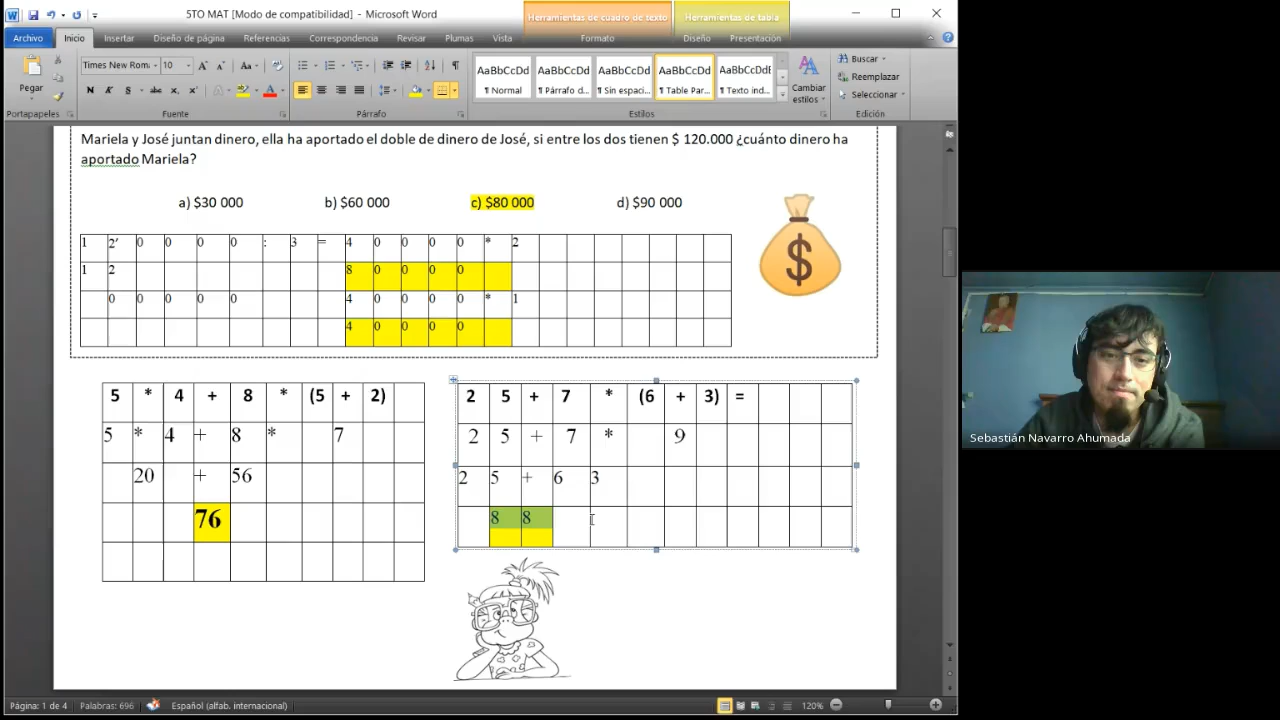 5TO MAT [Modo de compatibilidad] - Microsoft Word
Herramientas de cuadro de texto
Herramientas de tabla
Archivo Inicio Insertar Diseño de página Referencias Correspondencia Revisar Plumas Vista Formato Diseño Presentación
Pegar
Times New Rom 10
N K S abc x₂ x²
AaBbCcDd AaBbCcDd AaBbCcDd AaBbCcDd AaBbCcDd
¶ Normal ¶ Párrafo d... ¶ Sin espaci... ¶ Table Par... ¶ Texto ind...
Cambiar estilos
Buscar
Reemplazar
Seleccionar
Portapapeles Fuente Párrafo Estilos Edición
Mariela y José juntan dinero, ella ha aportado el doble de dinero de José, si entre los dos tienen $ 120.000 ¿cuánto dinero ha
aportado Mariela?
a) $30 000 b) $60 000 c) $80 000 d) $90 000
1 2’ 0 0 0 0 : 3 = 4 0 0 0 0 * 2
1 2 8 0 0 0 0
0 0 0 0 4 0 0 0 0 * 1
4 0 0 0 0
5 * 4 + 8 * (5 + 2)
5 * 4 + 8 * 7
20 + 56
76
2 5 + 7 * (6 + 3) =
2 5 + 7 * 9
2 5 + 6 3
8 8
$
Sebastián Navarro Ahumada
Página: 1 de 4 Palabras: 696 Español (alfab. internacional) 120%